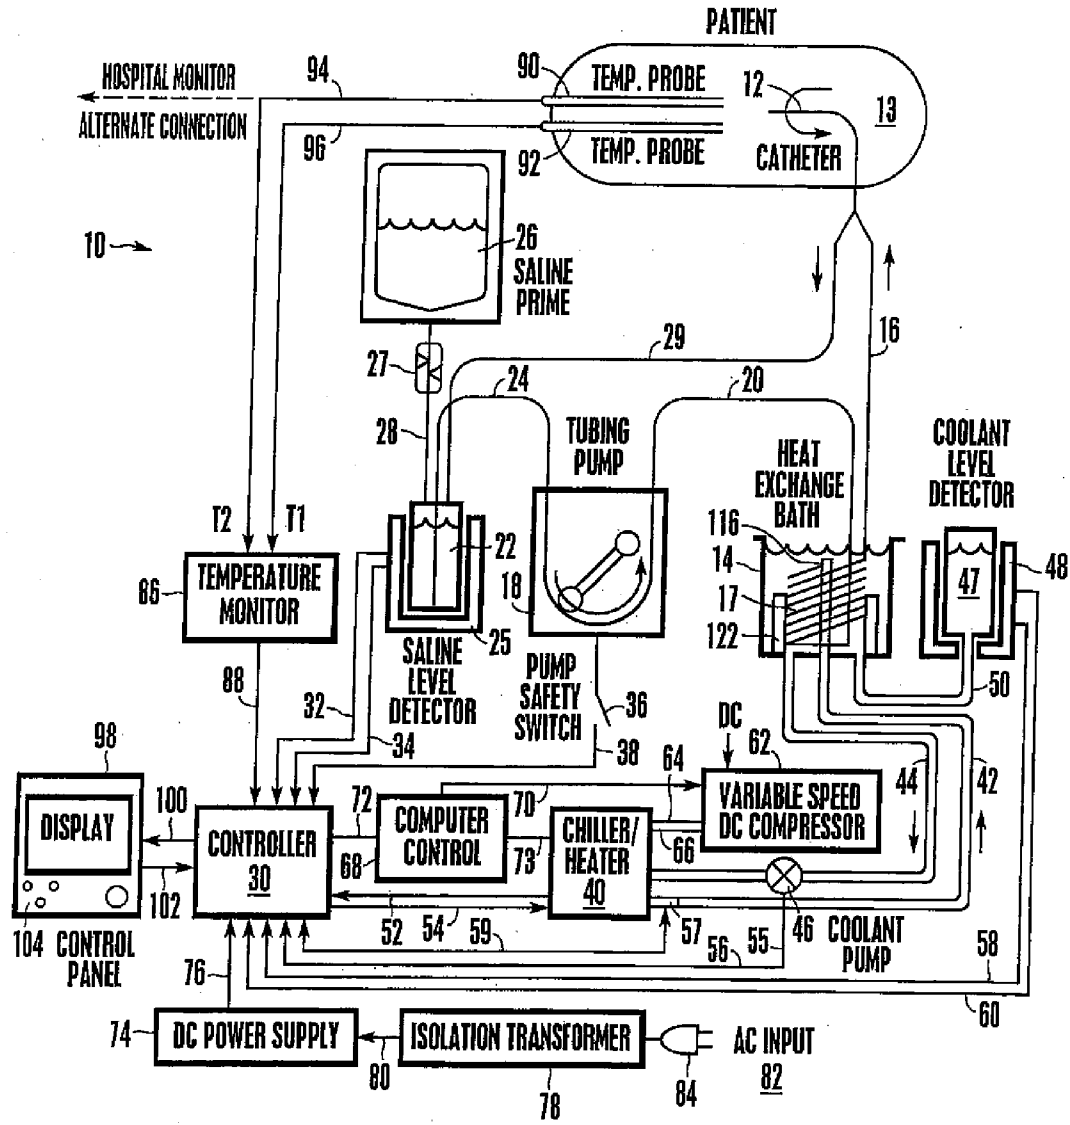 PATIENT
HOSPITAL MONITOR
ALTERNATE CONNECTION
94
96
90
TEMP. PROBE
92
TEMP. PROBE
12
13
CATHETER
10
26
SALINE
PRIME
27
28
29
24
20
16
TUBING
PUMP
HEAT
EXCHANGE
BATH
COOLANT
LEVEL
DETECTOR
T2
T1
116
14
17
122
47
48
50
86
TEMPERATURE
MONITOR
22
25
18
SALINE
LEVEL
DETECTOR
PUMP
SAFETY
SWITCH
36
38
88
32
34
DC
62
64
66
VARIABLE SPEED
DC COMPRESSOR
44
42
98
DISPLAY
100
102
104
CONTROL
PANEL
CONTROLLER
30
72
68
COMPUTER
CONTROL
70
73
CHILLER/
HEATER
40
52
54
59
57
56
55
46
COOLANT
PUMP
58
60
76
74
DC POWER SUPPLY
80
ISOLATION TRANSFORMER
78
84
AC INPUT
82